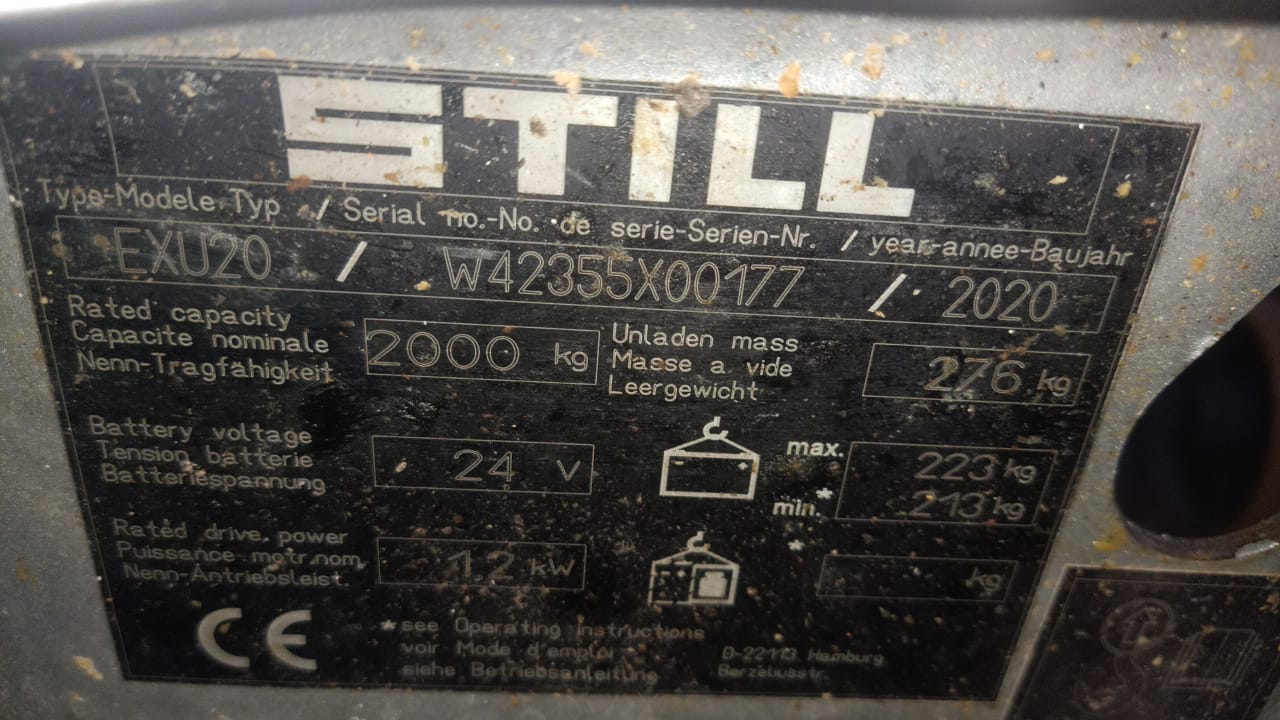 STILL
Type-Modele-Typ / Serial no.-No. de serie-Serien-Nr. / year-annee-Baujahr
EXU20 / W42355X00177 / 2020
Rated capacity
Capacite nominale
Nenn-Tragfähigkeit
2000 kg
Unladen mass
Masse a vide
Leergewicht
276 kg
Battery voltage
Tension batterie
Batteriespannung
24 V
- +
max. 223 kg
min.* 213 kg
Rated drive power
Puissance motr.nom.
Nenn-Antriebsleist.
1.2 kW
* kg
CE
*see Operating instructions
voir Mode d'emploi
siehe Betriebsanleitung
D-22113 Hamburg
Berzeliusstr.